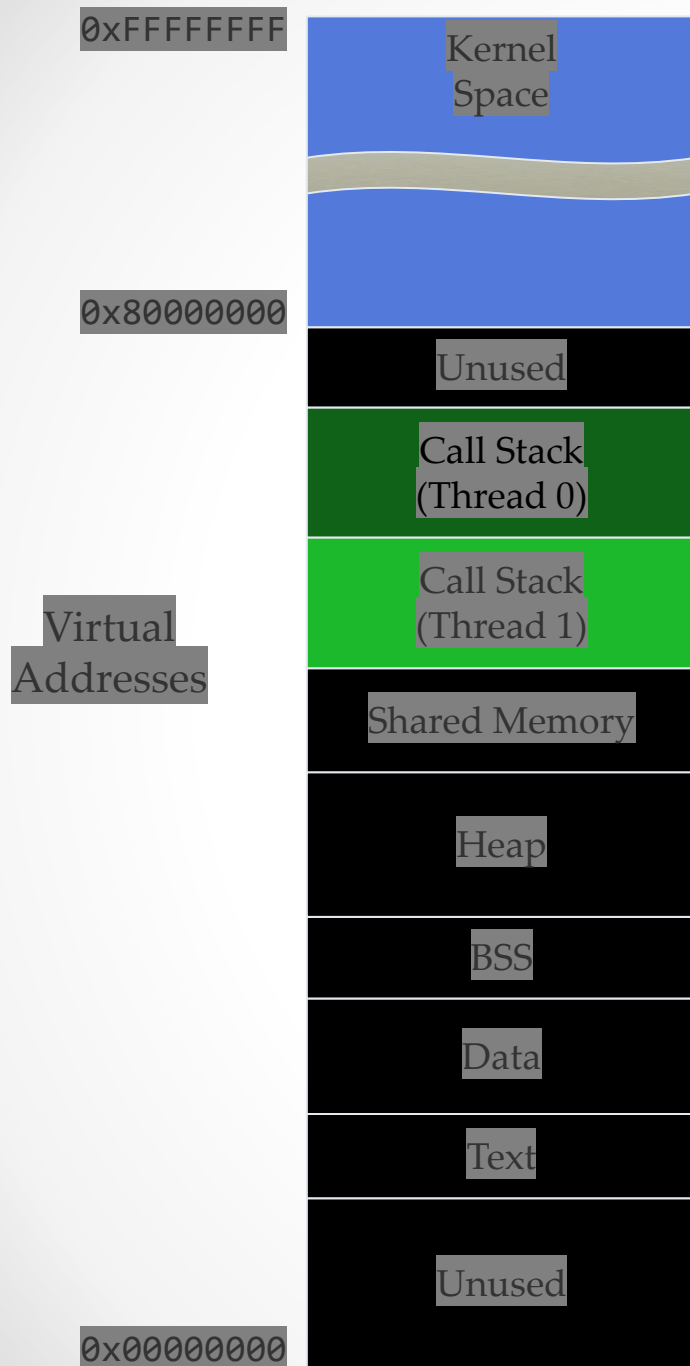 0xFFFFFFFF
Kernel
Space
0x80000000
Unused
Call Stack
(Thread 0)
Call Stack
(Thread 1)
Virtual
Addresses
Shared Memory
Heap
BSS
Data
Text
Unused
0x00000000